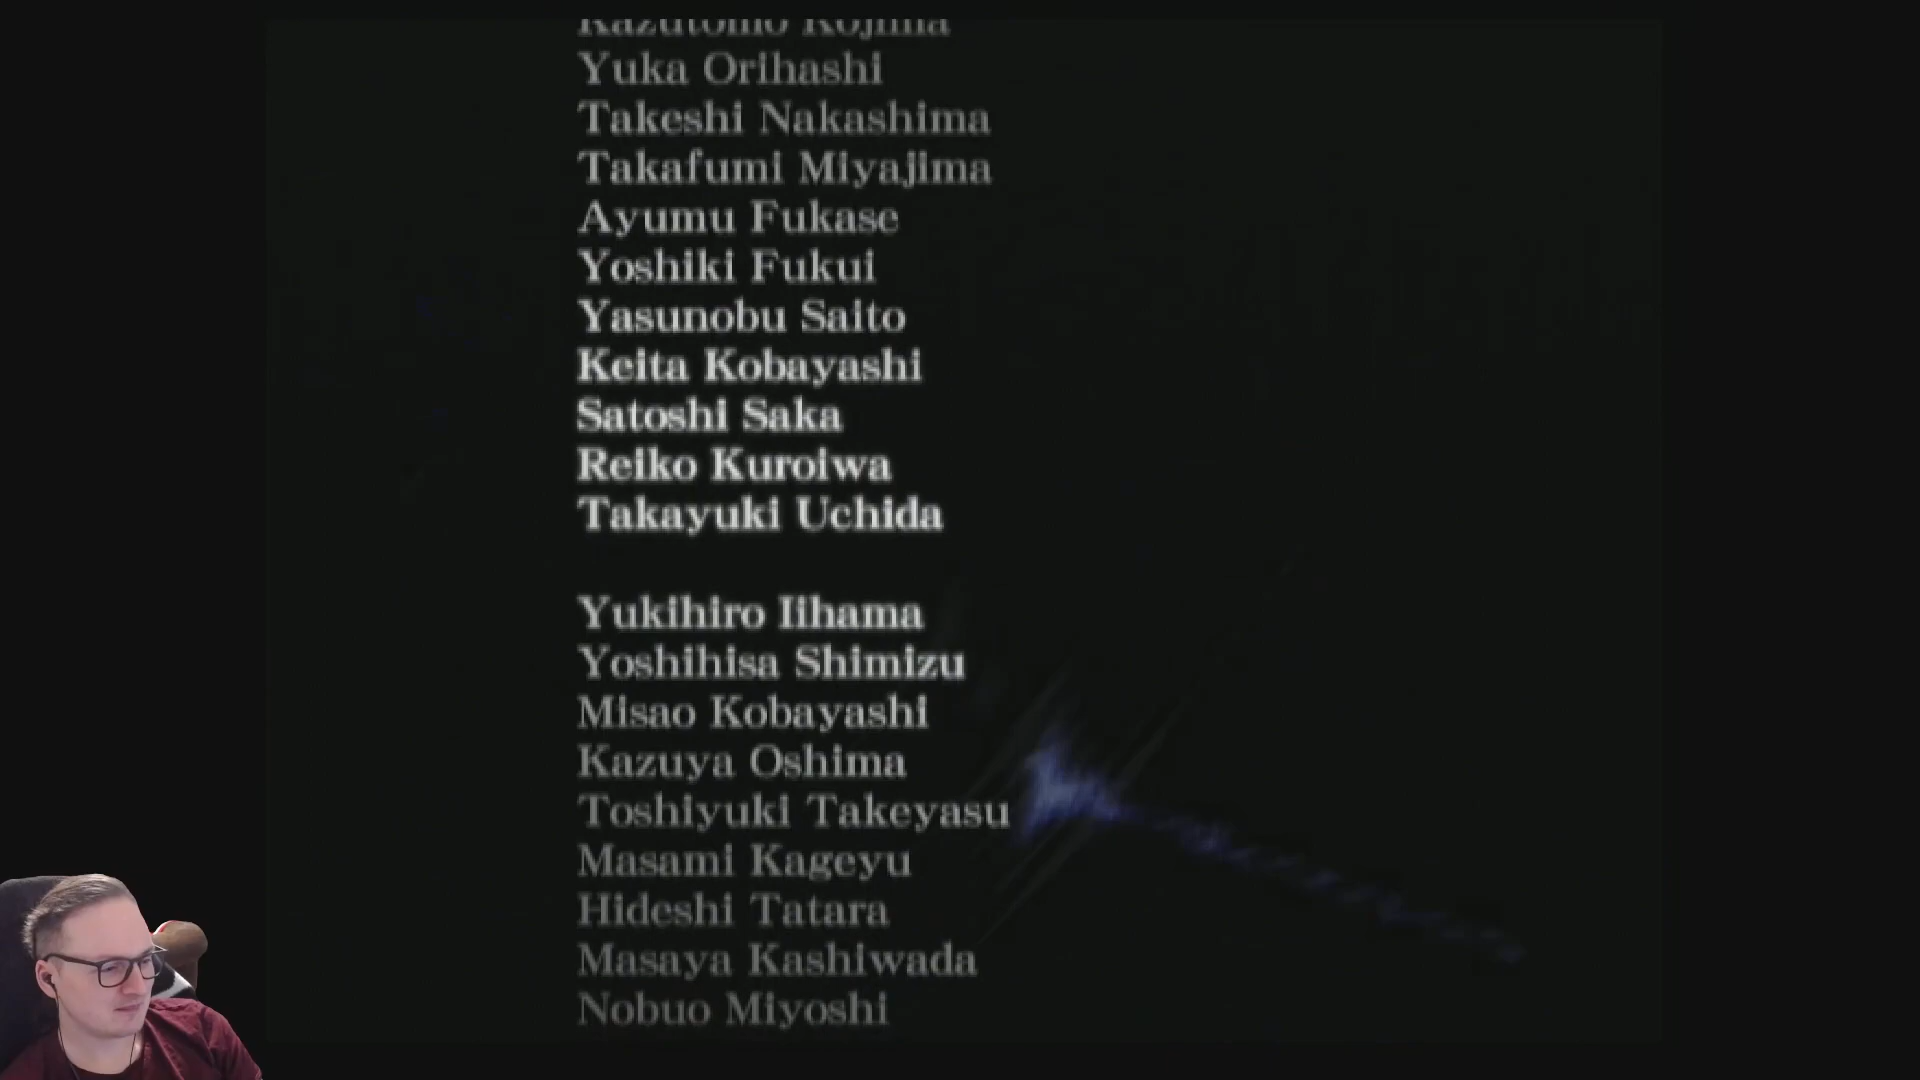 Kazutomo Kojima
Yuka Orihashi
Takeshi Nakashima
Takafumi Miyajima
Ayumu Fukase
Yoshiki Fukui
Yasunobu Saito
Keita Kobayashi
Satoshi Saka
Reiko Kuroiwa
Takayuki Uchida
Yukihiro Iihama
Yoshihisa Shimizu
Misao Kobayashi
Kazuya Oshima
Toshiyuki Takeyasu
Masami Kageyu
Hideshi Tatara
Masaya Kashiwada
Nobuo Miyoshi